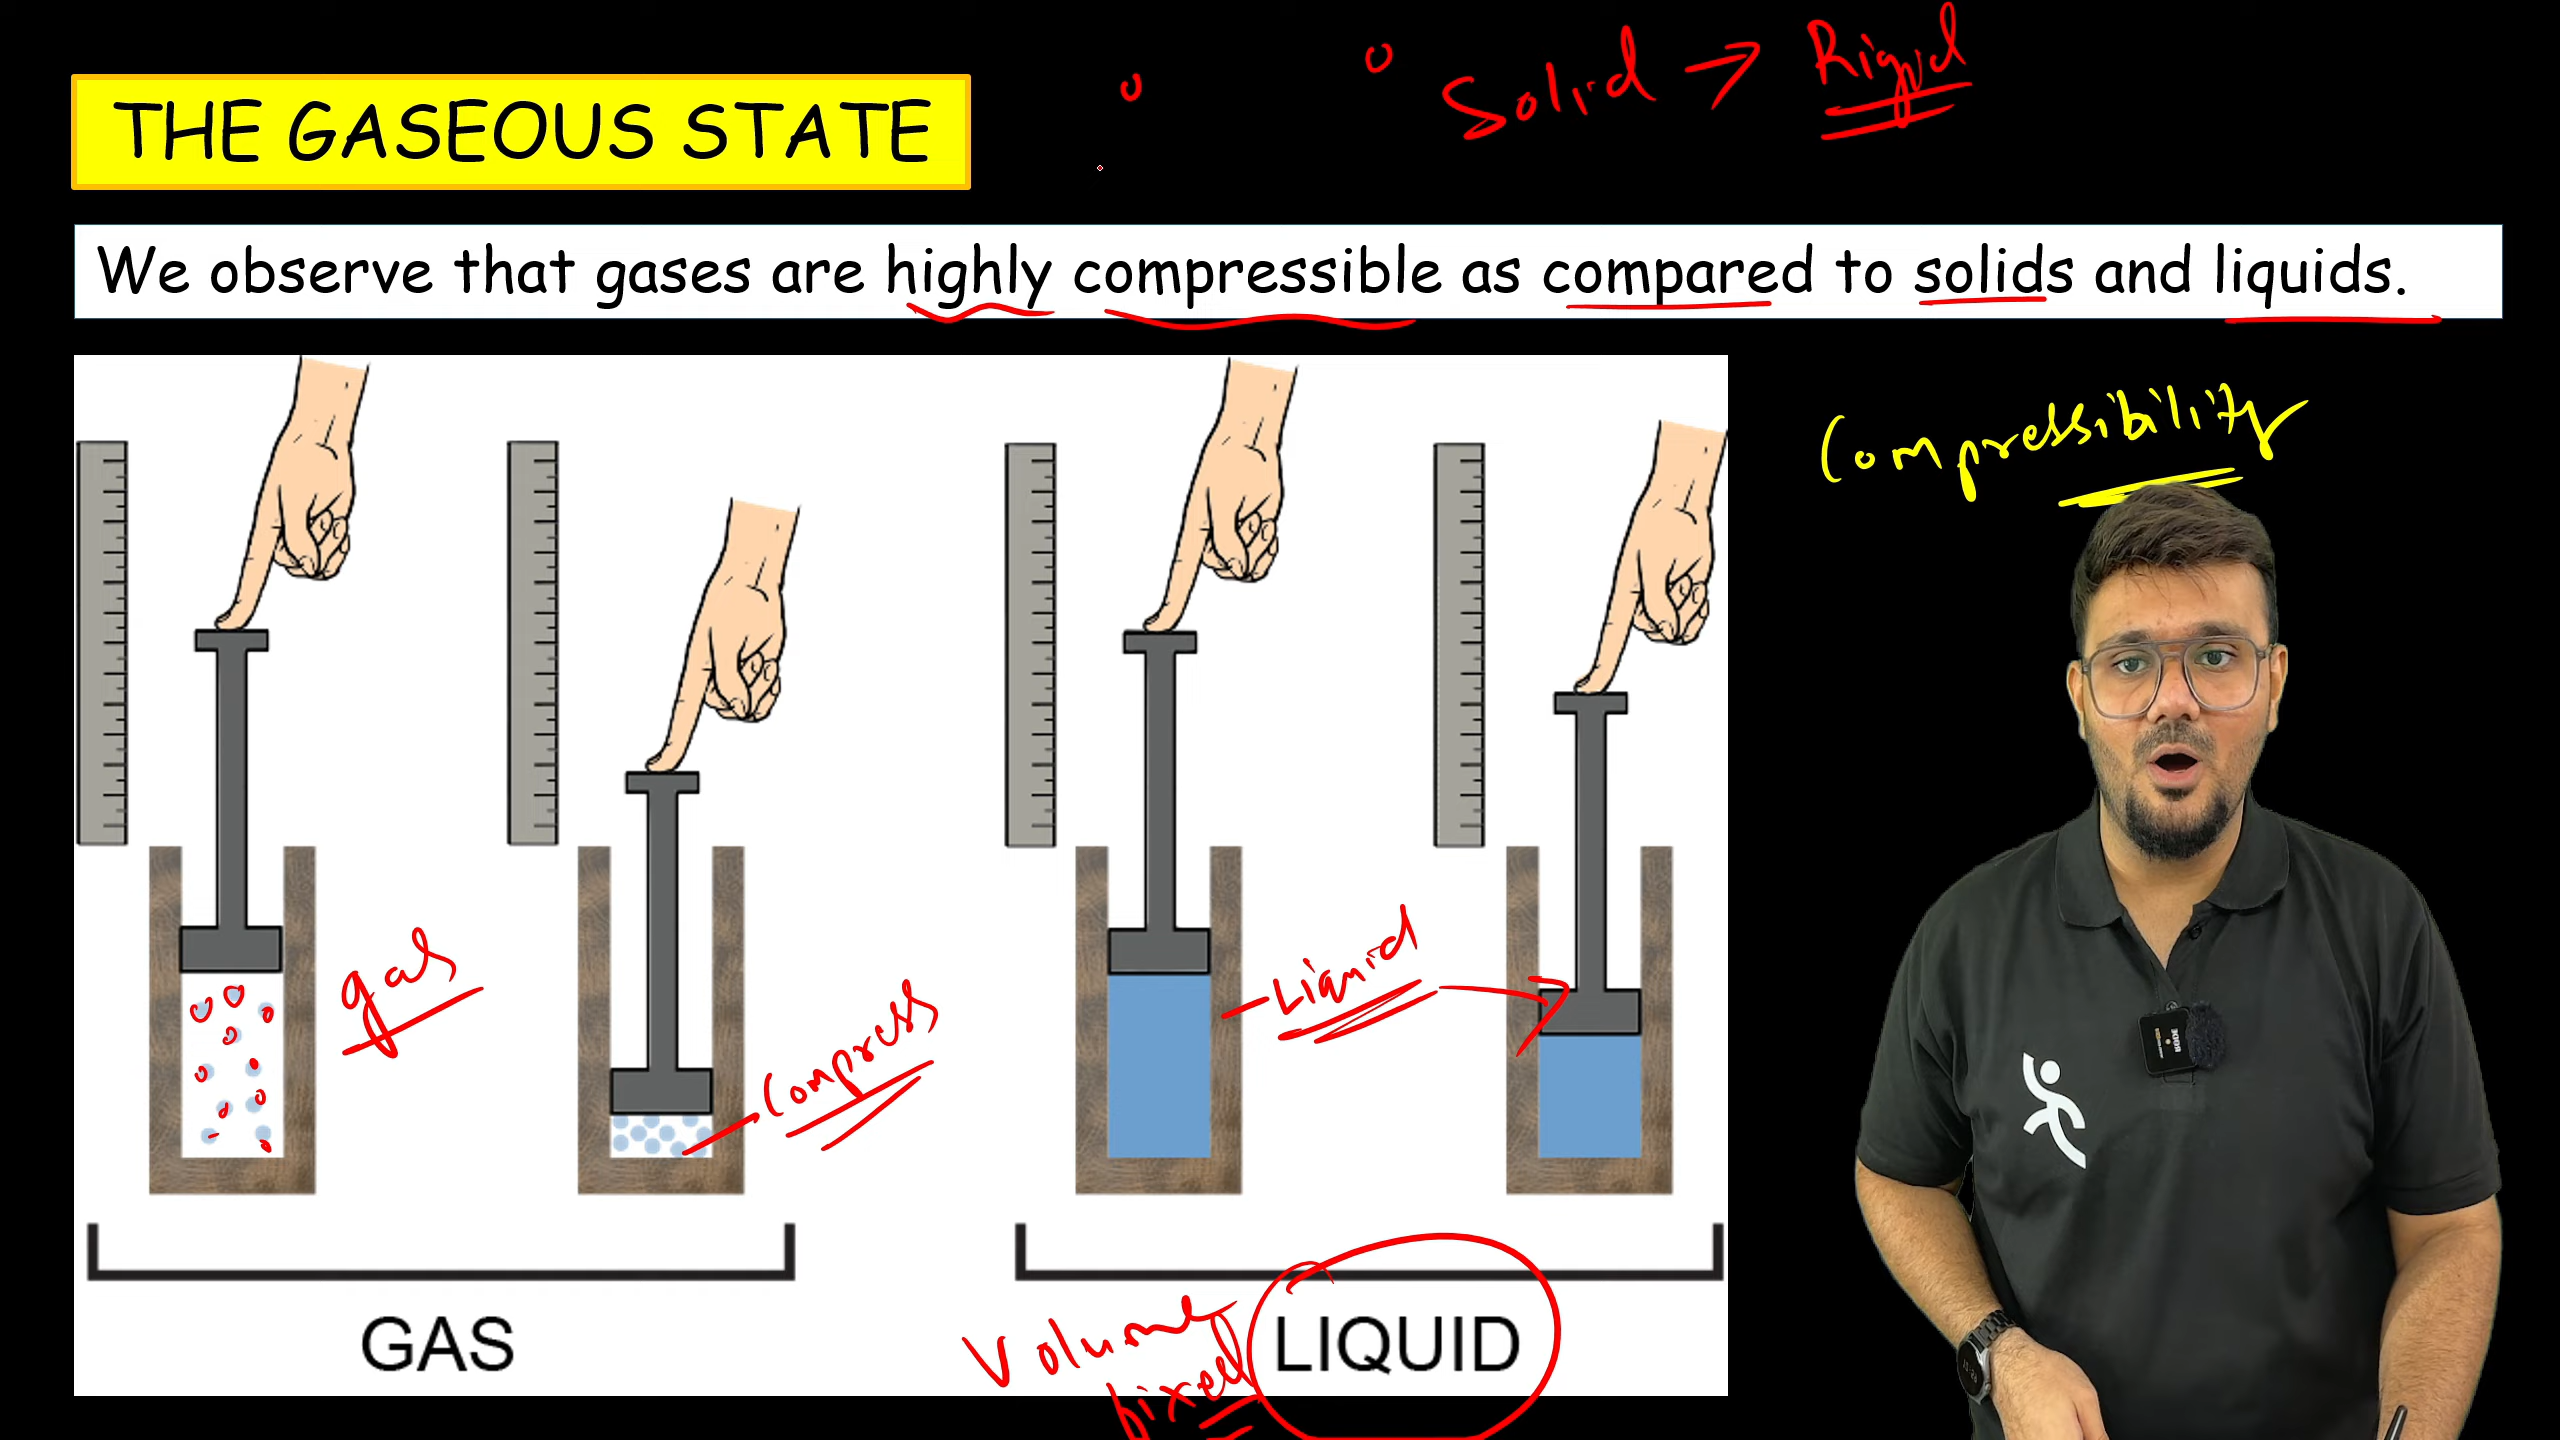 Solid → Rigid
THE GASEOUS STATE
We observe that gases are highly compressible as compared to solids and liquids.
Compressibility
gas
Compress
Liquid
RODE
GAS
LIQUID
Volume
fixed